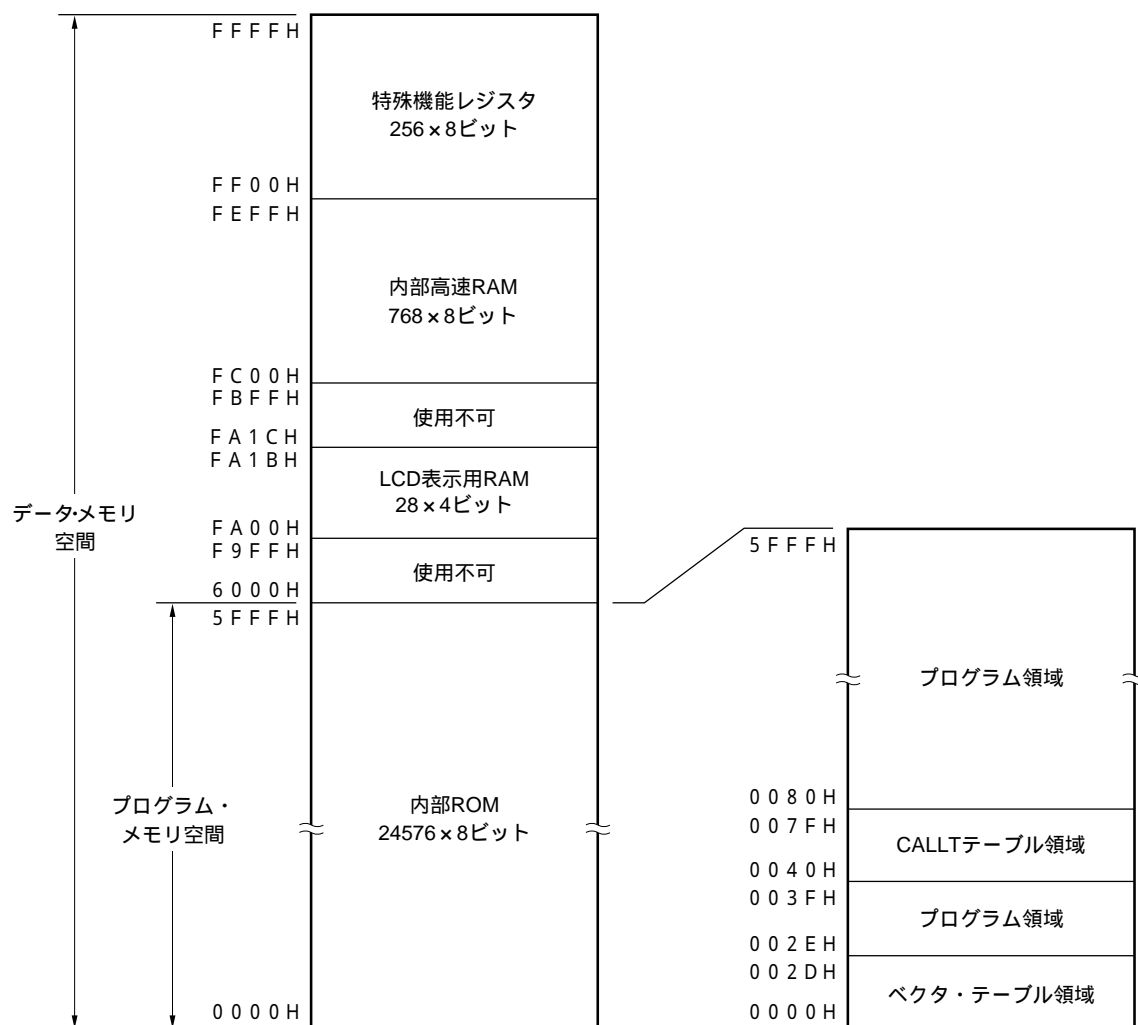 FFFFH
特殊機能レジスタ
256×8ビット
FF00H
FEFFH
内部高速RAM
768×8ビット
FC00H
FBFFH
使用不可
FA1CH
FA1BH
LCD表示用RAM
28×4ビット
データ・メモリ
空間
FA00H
F9FFH
使用不可
6000H
5FFFH
プログラム・
メモリ空間
内部ROM
24576×8ビット
0000H
5FFFH
プログラム領域
0080H
007FH
CALLTテーブル領域
0040H
003FH
プログラム領域
002EH
002DH
ベクタ・テーブル領域
0000H